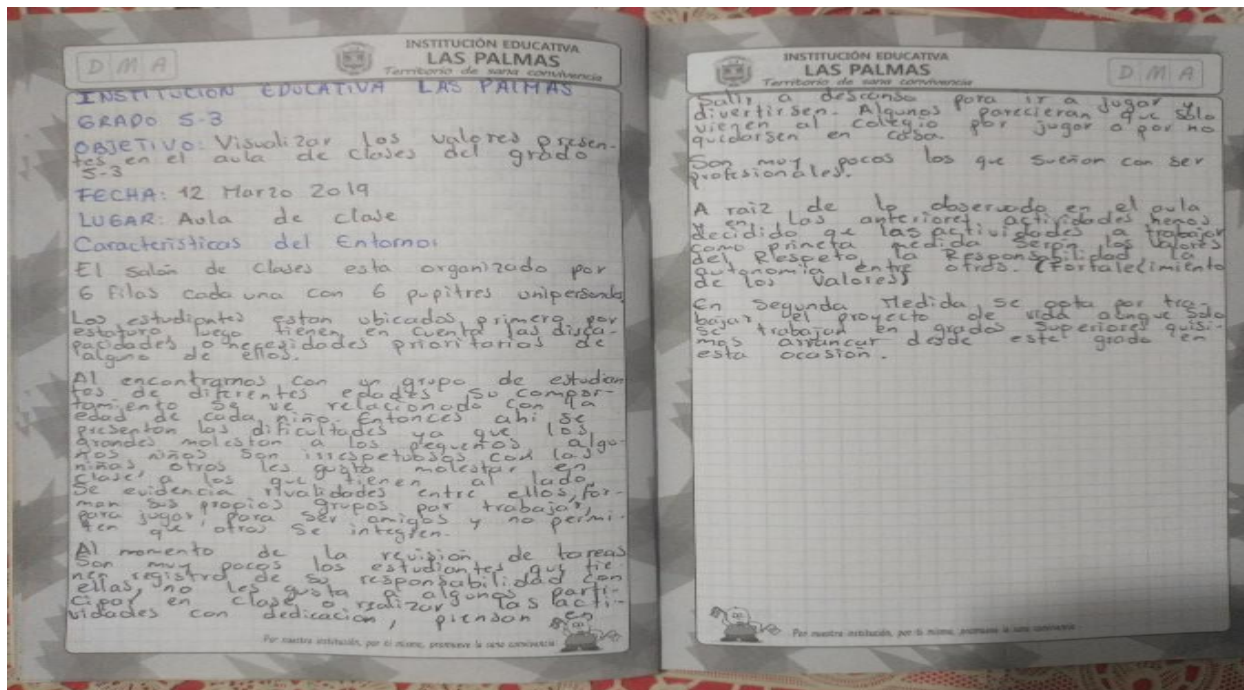 D M A
INSTITUCIÓN EDUCATIVA
LAS PALMAS
Territorio de sana convivencia
INSTITUCION EDUCATIVA LAS PALMAS
GRADO 5-3
OBJETIVO: Visualizar los valores presen-
tes en el aula de clases del grado
5-3
FECHA: 12 Marzo 2019
LUGAR: Aula de clase
Caracteristicas del Entorno:
El salón de clases esta organizado por
6 filas cada una con 6 pupitres unipersonda
Los estudiantes estan ubicados primero por
estatura luego tienen en cuenta las disca-
pacidades o necesidades prioritarias de
alguno de ellos.
Al encontrarnos con un grupo de estudian
tes de diferentes edades su compor-
tamiento se ve relacionado con la
edad de cada niño. Entonces ahi se
presentan las dificultades ya que los
grandes molestan a los pequeños algu-
nos niños son irrespetuosos con las
niñas, otros les gusta molestar en
clase, a los que tienen al lado.
Se evidencia rivalidades entre ellos, for-
man sus propios grupos par trabajar,
para jugar, para ser amigos y no permi-
ten que otros se integren.
Al momento de la revisión de tareas
Son muy pocos los estudiantes que tie-
nen registro de su responsabilidad con
ellas, no les gusta a algunos parti-
cipar en clase, o realizar las acti-
vidades con dedicación, piensan en
Por nuestra institución, por ti mismo, promueve la sana convivencia
INSTITUCIÓN EDUCATIVA
LAS PALMAS
Territorio de sana convivencia
D M A
Salir a descanso para ir a jugar y
divertirsen. Algunos parecieran que sólo
vienen al colegio por jugar o por no
quedarsen en casa.
Son muy pocos los que sueñan con ser
profesionales.
A raiz de lo observado en el aula
y en las anteriores actividades hemos
decidido qe las actividades a trabajar
como primera medida serán los valores
del Respeto, la Responsabilidad, la
autonomia entre otros. (Fortalecimiento
de los Valores)
En Segunda Medida, se opta por tra-
bajar el proyecto de vida aunque solo
se trabajan en grados superiores quisi-
mos arrancar desde este grado en
esta ocasión.
Por nuestra institución, por ti mismo, promueve la sana convivencia